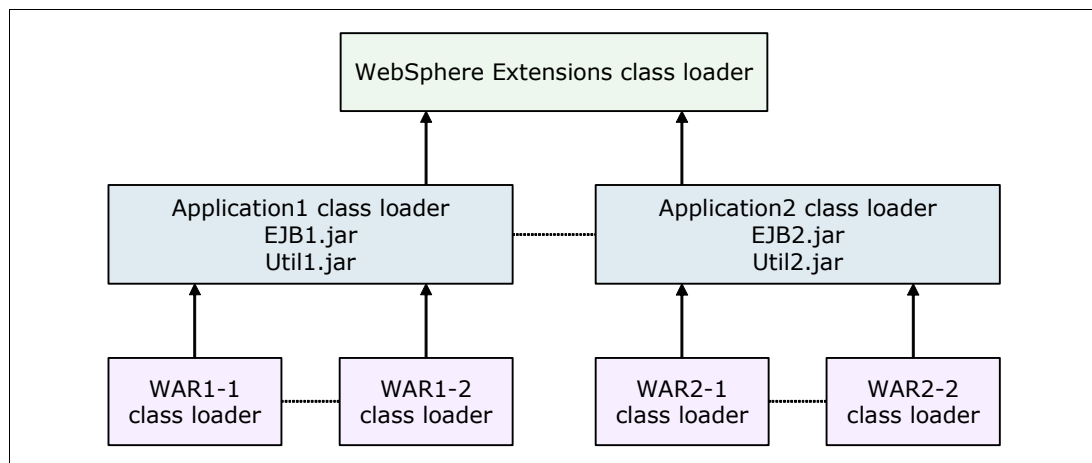 WebSphere Extensions class loader
Application1 class loader
EJB1.jar
Util1.jar
Application2 class loader
EJB2.jar
Util2.jar
WAR1-1
class loader
WAR1-2
class loader
WAR2-1
class loader
WAR2-2
class loader